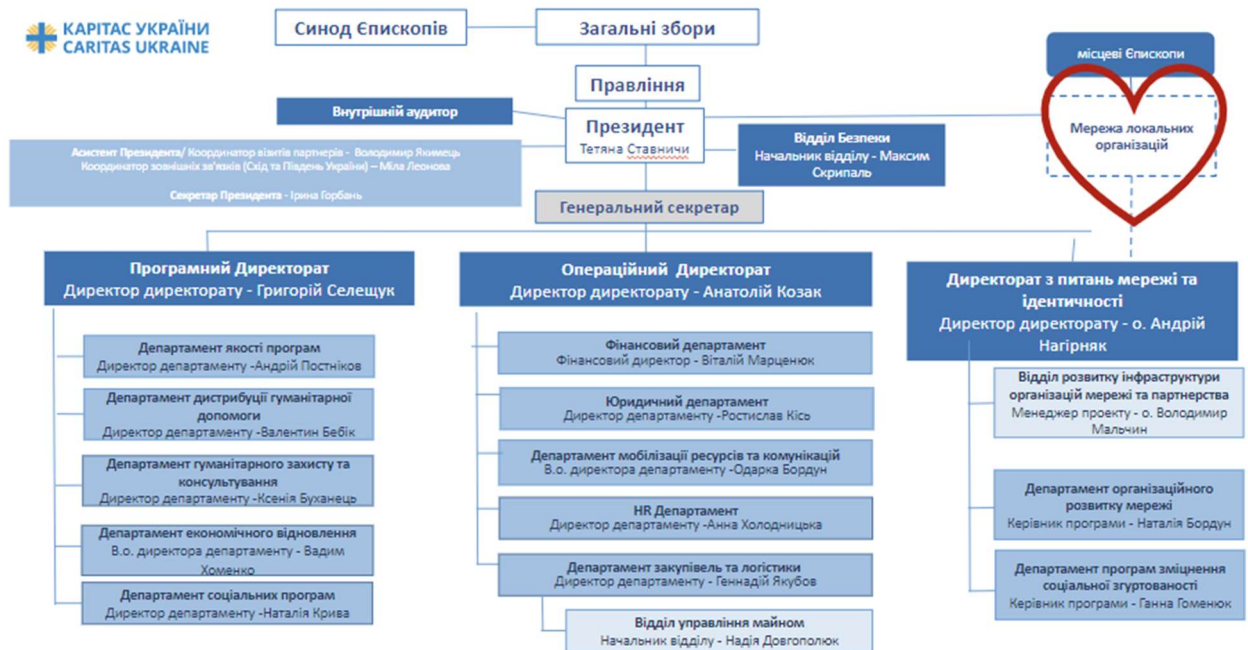 КАРІТАС УКРАЇНИ
CARITAS UKRAINE
Синод Єпископів
Загальні збори
місцеві Єпископи
Правління
Внутрішній аудитор
Президент
Тетяна Ставничи
Мережа локальних
організацій
Відділ Безпеки
Начальник відділу - Максим
Скрипаль
Асистент Президента/ Координатор візитів партнерів - Володимир Якимець
Координатор зовнішніх зв'язків (Схід та Південь України) – Міла Леонова
Секретар Президента - Ірина Горбань
Генеральний секретар
Програмний Директорат
Директор директорату - Григорій Селещук
Департамент якості програм
Директор департаменту -Андрій Постніков
Департамент дистрибуції гуманітарної
допомоги
Директор департаменту -Валентин Бебік
Департамент гуманітарного захисту та
консультування
Директор департаменту -Ксенія Буханець
Департамент економічного відновлення
В.о. директора департаменту - Вадим
Хоменко
Департамент соціальних програм
Директор департаменту -Наталія Крива
Операційний Директорат
Директор директорату - Анатолій Козак
Фінансовий департамент
Фінансовий директор - Віталій Марценюк
Юридичний департамент
Директор департаменту -Ростислав Кісь
Департамент мобілізації ресурсів та комунікацій
В.о. директора департаменту -Одарка Бордун
HR Департамент
Директор департаменту -Анна Холодницька
Департамент закупівель та логістики
Директор департаменту - Геннадій Якубов
Відділ управління майном
Начальник відділу - Надія Довгополюк
Директорат з питань мережі та
ідентичності
Директор директорату - о. Андрій
Нагірняк
Відділ розвитку інфраструктури
організацій мережі та партнерства
Менеджер проекту - о. Володимир
Мальчин
Департамент організаційного
розвитку мережі
Керівник програми - Наталія Бордун
Департамент програм зміцнення
соціальної згуртованості
Керівник програми - Ганна Гоменюк